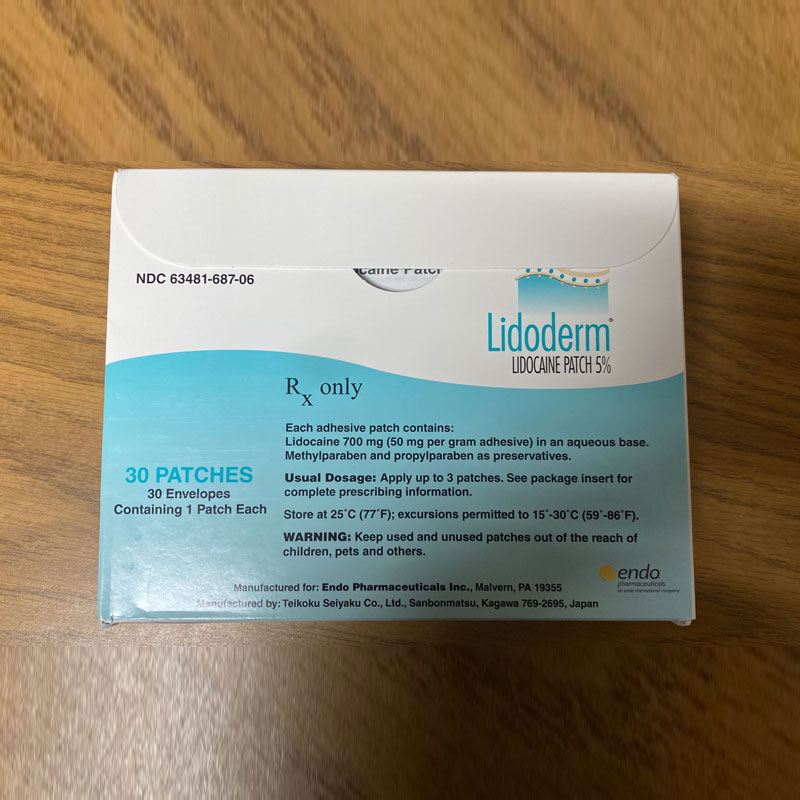 NDC 63481-687-06
Lidoderm®
LIDOCAINE PATCH 5%
Rx only
Each adhesive patch contains:
Lidocaine 700 mg (50 mg per gram adhesive) in an aqueous base.
Methylparaben and propylparaben as preservatives.
30 PATCHES
30 Envelopes
Containing 1 Patch Each
Usual Dosage: Apply up to 3 patches. See package insert for
complete prescribing information.
Store at 25˚C (77˚F); excursions permitted to 15˚-30˚C (59˚-86˚F).
WARNING: Keep used and unused patches out of the reach of
children, pets and others.
endo
pharmaceuticals
an endo international company
Manufactured for: Endo Pharmaceuticals Inc., Malvern, PA 19355
Manufactured by: Teikoku Seiyaku Co., Ltd., Sanbonmatsu, Kagawa 769-2695, Japan